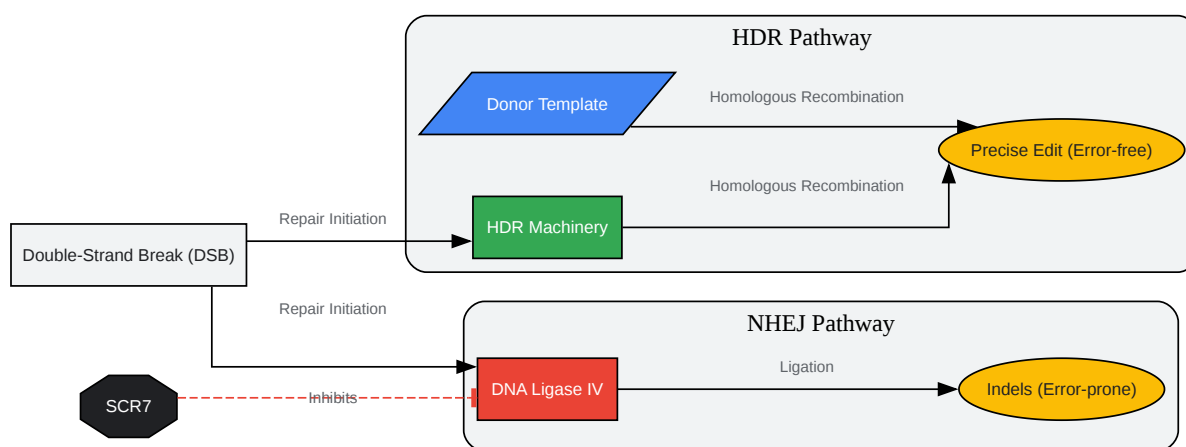 HDR Pathway
Donor Template
Homologous Recombination
Precise Edit (Error-free)
Homologous Recombination
Repair Initiation
HDR Machinery
Double-Strand Break (DSB)
Repair Initiation
NHEJ Pathway
Ligation
DNA Ligase IV
Indels (Error-prone)
SCR7
Inhibits